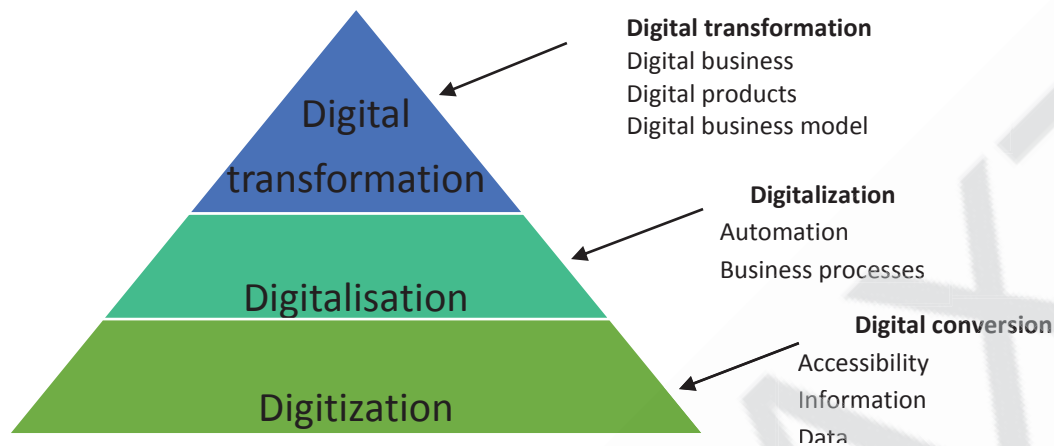 Digital
transformation
Digitalisation
Digitization
Digital transformation
Digital business
Digital products
Digital business model
Digitalization
Automation
Business processes
Digital conversion
Accessibility
Information
Data